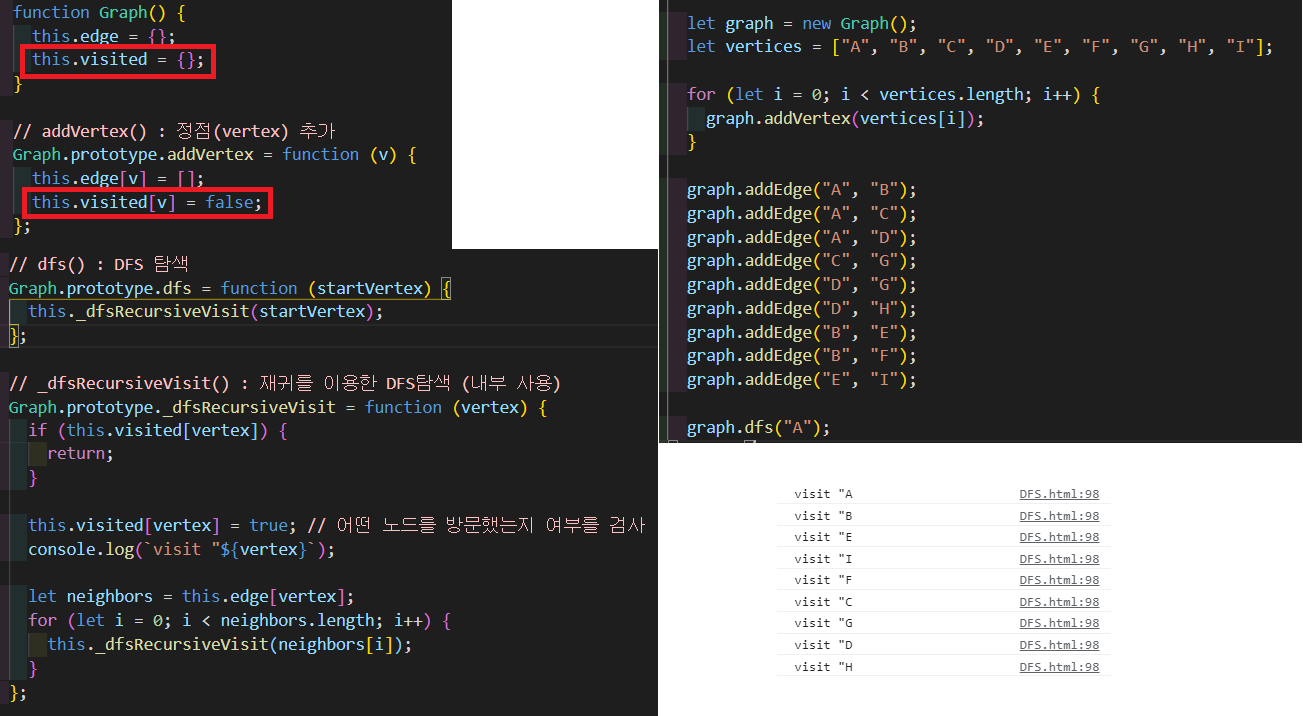 function Graph() {
this.edge = {};
this.visited = {};
}
// addVertex() : 정점(vertex) 추가
Graph.prototype.addVertex = function (v) {
this.edge[v] = [];
this.visited[v] = false;
};
// dfs() : DFS 탐색
Graph.prototype.dfs = function (startVertex) {
this._dfsRecursiveVisit(startVertex);
};
// _dfsRecursiveVisit() : 재귀를 이용한 DFS탐색 (내부 사용)
Graph.prototype._dfsRecursiveVisit = function (vertex) {
if (this.visited[vertex]) {
return;
}
this.visited[vertex] = true; // 어떤 노드를 방문했는지 여부를 검사
console.log(`visit "${vertex}`);
let neighbors = this.edge[vertex];
for (let i = 0; i < neighbors.length; i++) {
this._dfsRecursiveVisit(neighbors[i]);
}
};
let graph = new Graph();
let vertices = ["A", "B", "C", "D", "E", "F", "G", "H", "I"];
for (let i = 0; i < vertices.length; i++) {
graph.addVertex(vertices[i]);
}
graph.addEdge("A", "B");
graph.addEdge("A", "C");
graph.addEdge("A", "D");
graph.addEdge("C", "G");
graph.addEdge("D", "G");
graph.addEdge("D", "H");
graph.addEdge("B", "E");
graph.addEdge("B", "F");
graph.addEdge("E", "I");
graph.dfs("A");
visit "A DFS.html:98
visit "B DFS.html:98
visit "E DFS.html:98
visit "I DFS.html:98
visit "F DFS.html:98
visit "C DFS.html:98
visit "G DFS.html:98
visit "D DFS.html:98
visit "H DFS.html:98